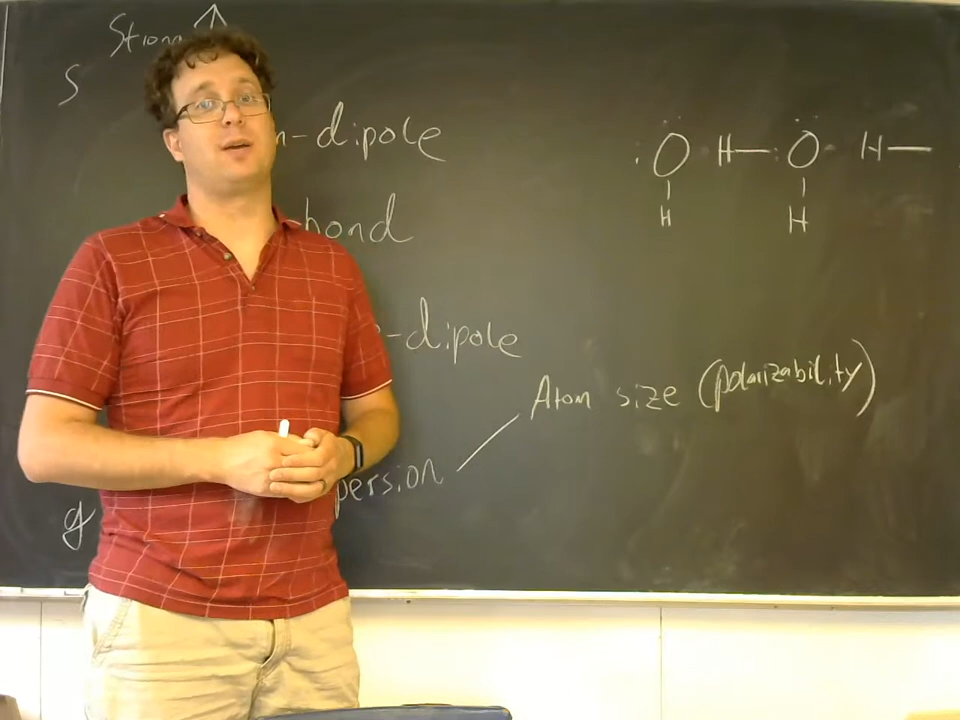 Strong
S
n-dipole
-bond
-dipole
Atom size (polarizability)
persion
g
:Ö H—:Ö H—
H H